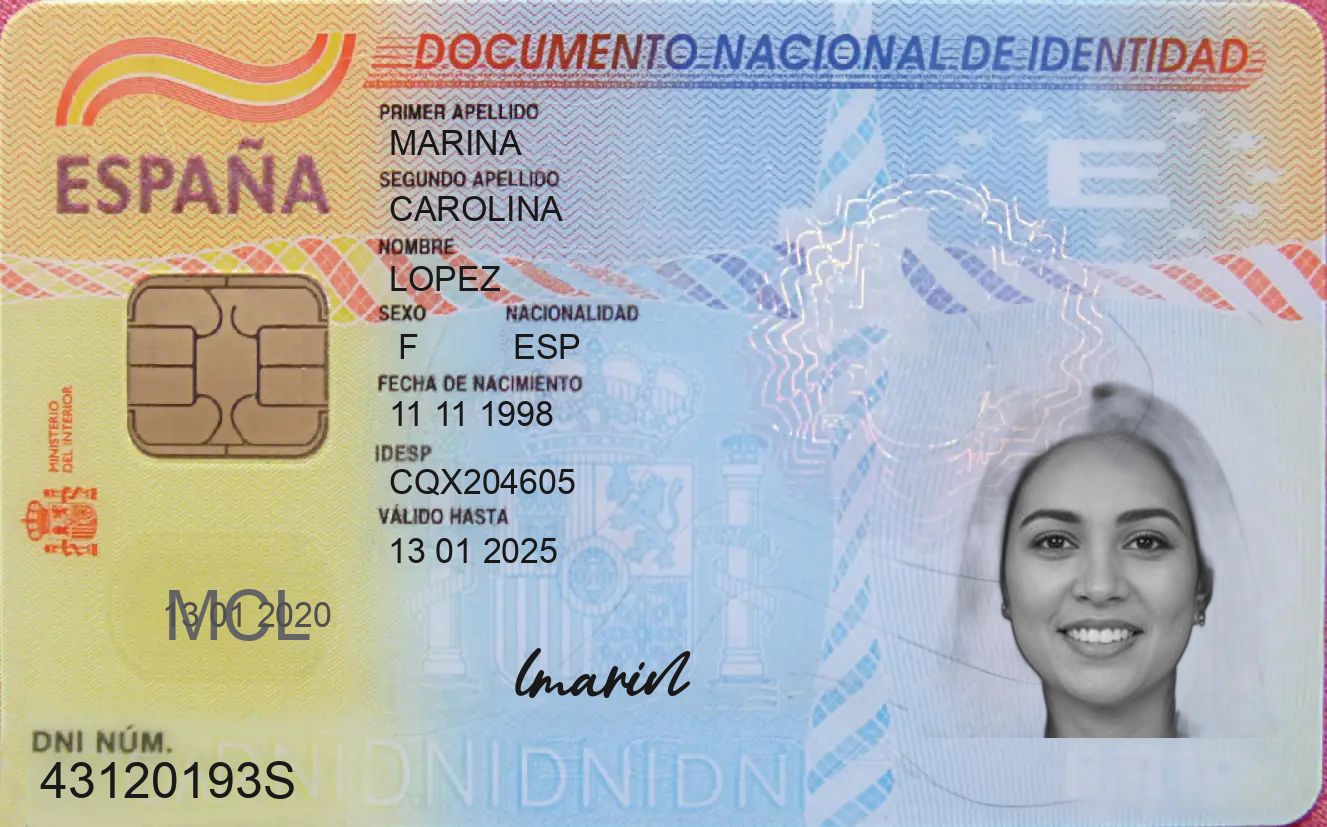 DOCUMENTO NACIONAL DE IDENTIDAD
ESPAÑA
PRIMER APELLIDO
MARINA
SEGUNDO APELLIDO
CAROLINA
NOMBRE
LOPEZ
SEXO NACIONALIDAD
F ESP
FECHA DE NACIMIENTO
11 11 1998
IDESP
CQX204605
VÁLIDO HASTA
13 01 2025
MINISTERIO
DEL INTERIOR
E
MCL
13 01 2020
lmarin
DNI NÚM.
43120193S
DNIDNIDNIDNI